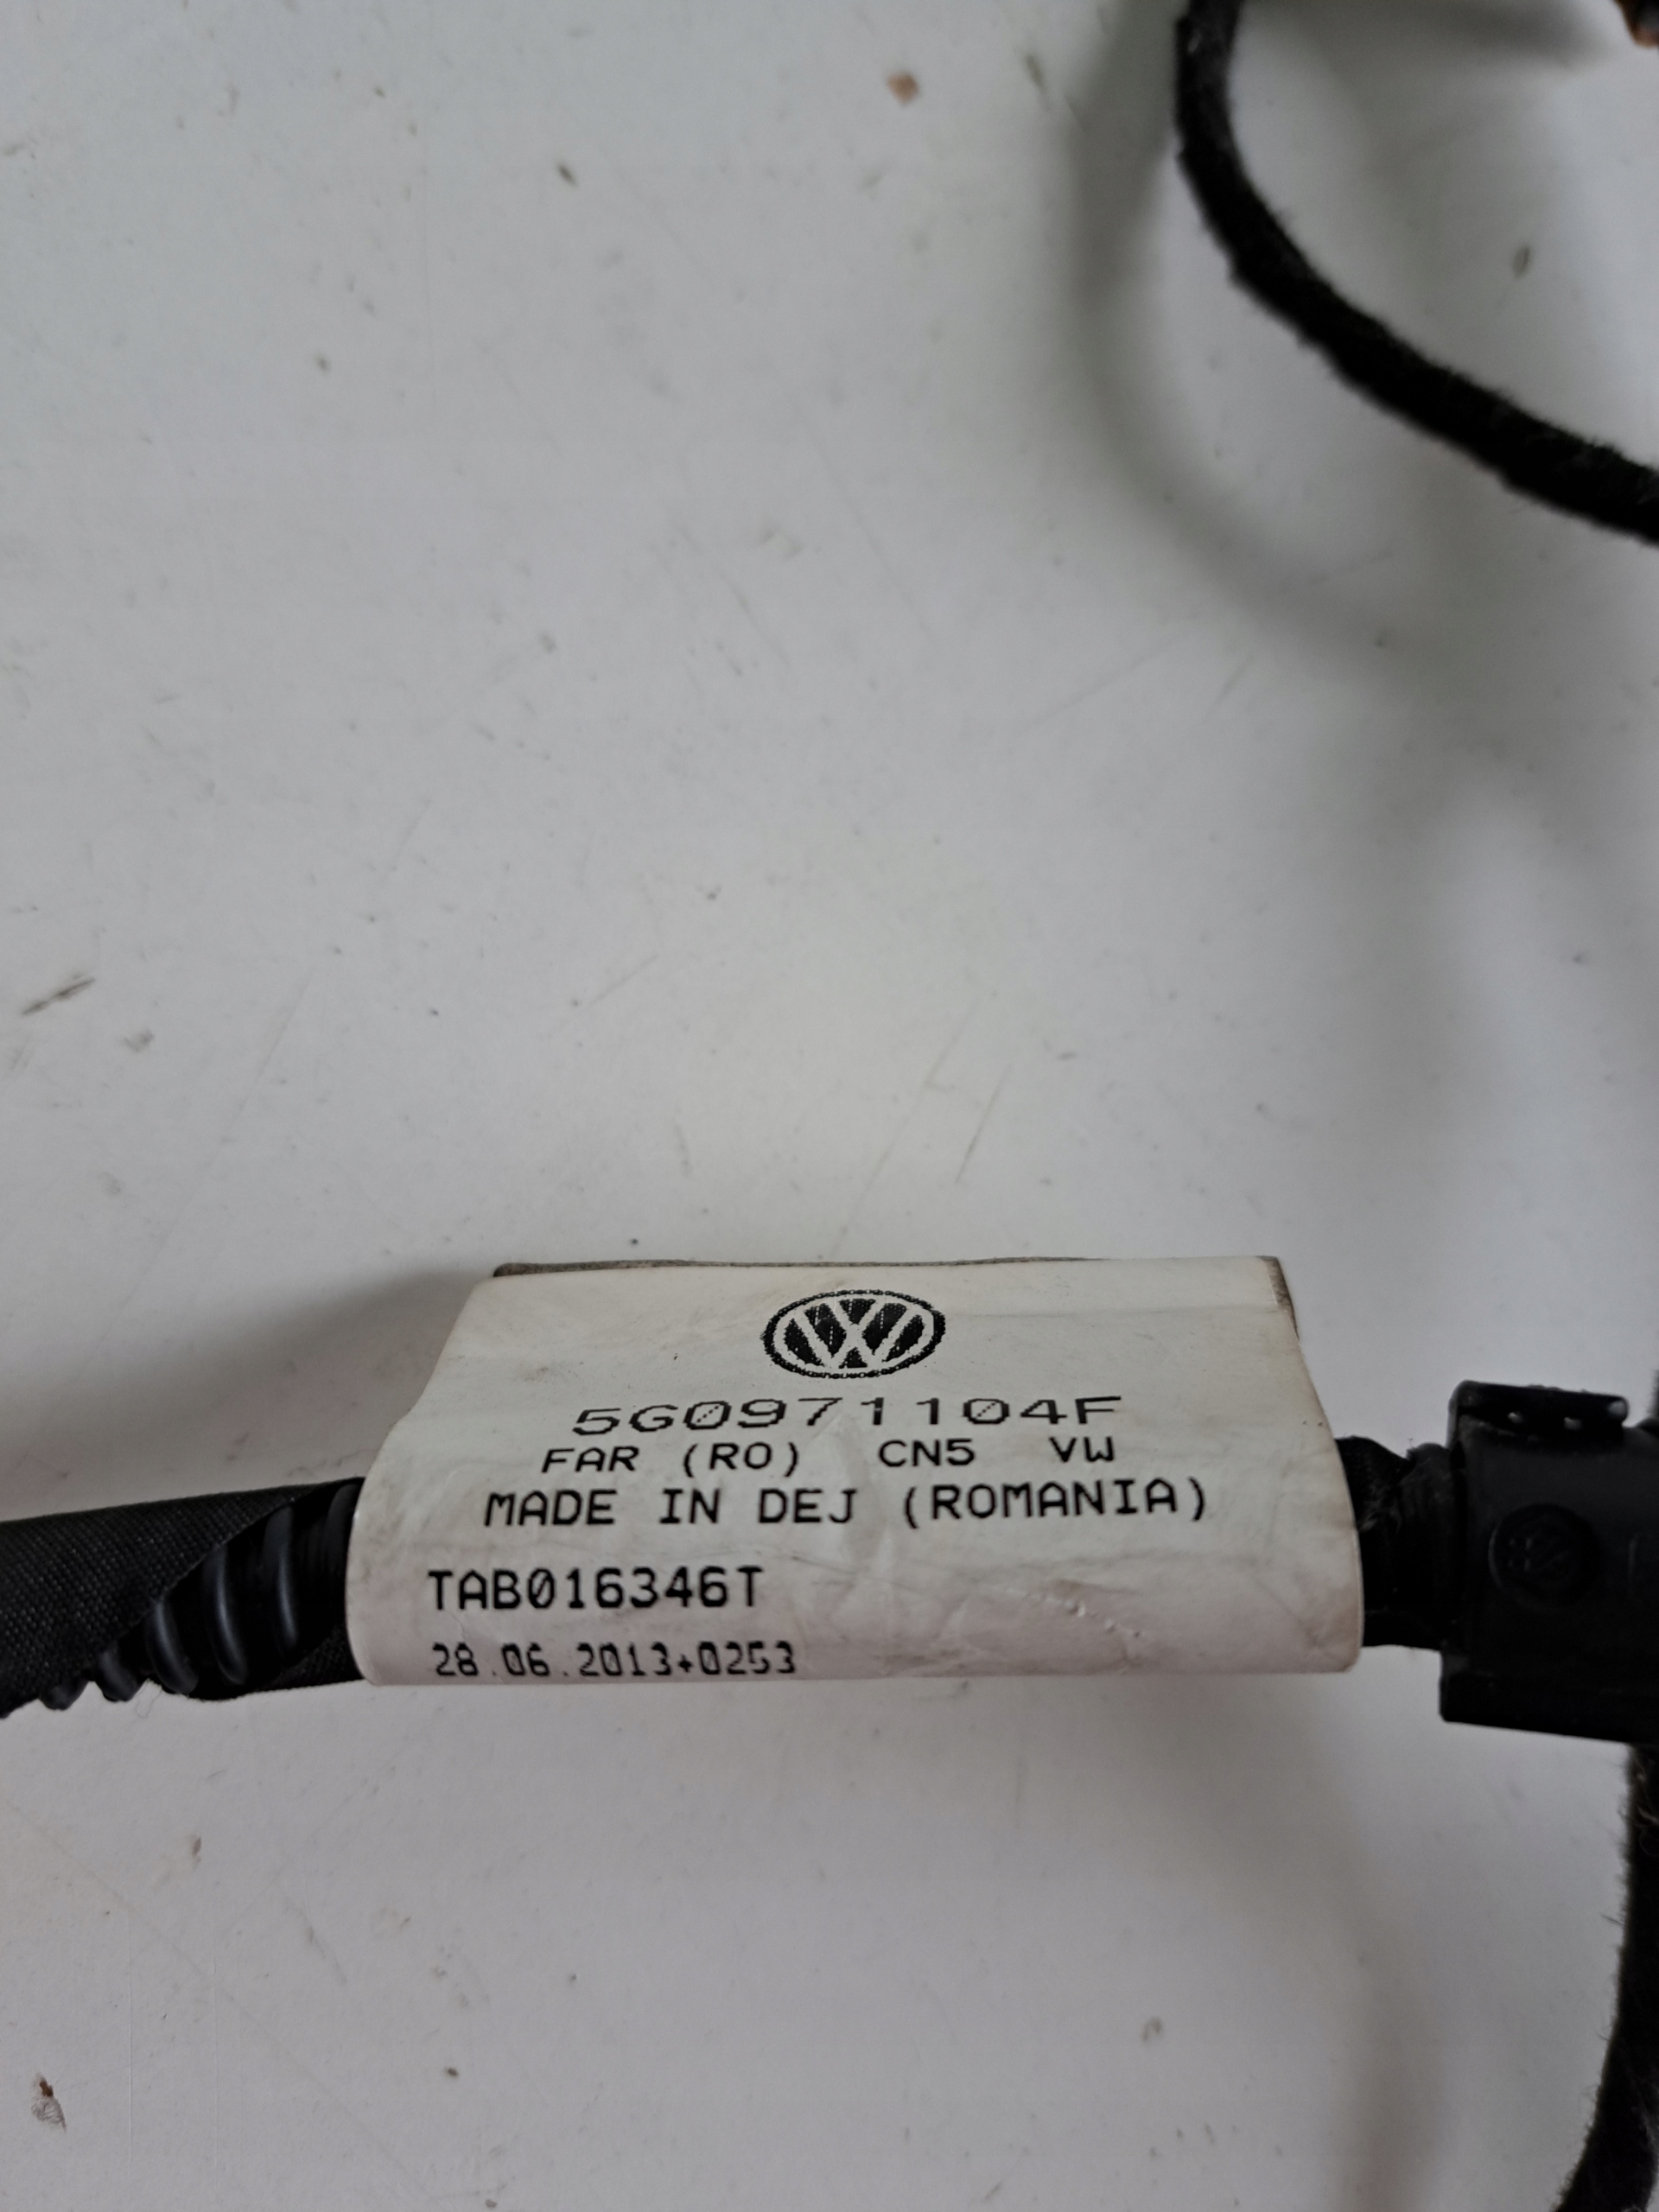 5G0971104F
FAR (RO) CN5 VW
MADE IN DEJ (ROMANIA)
TAB016346T
28.06.2013+0253